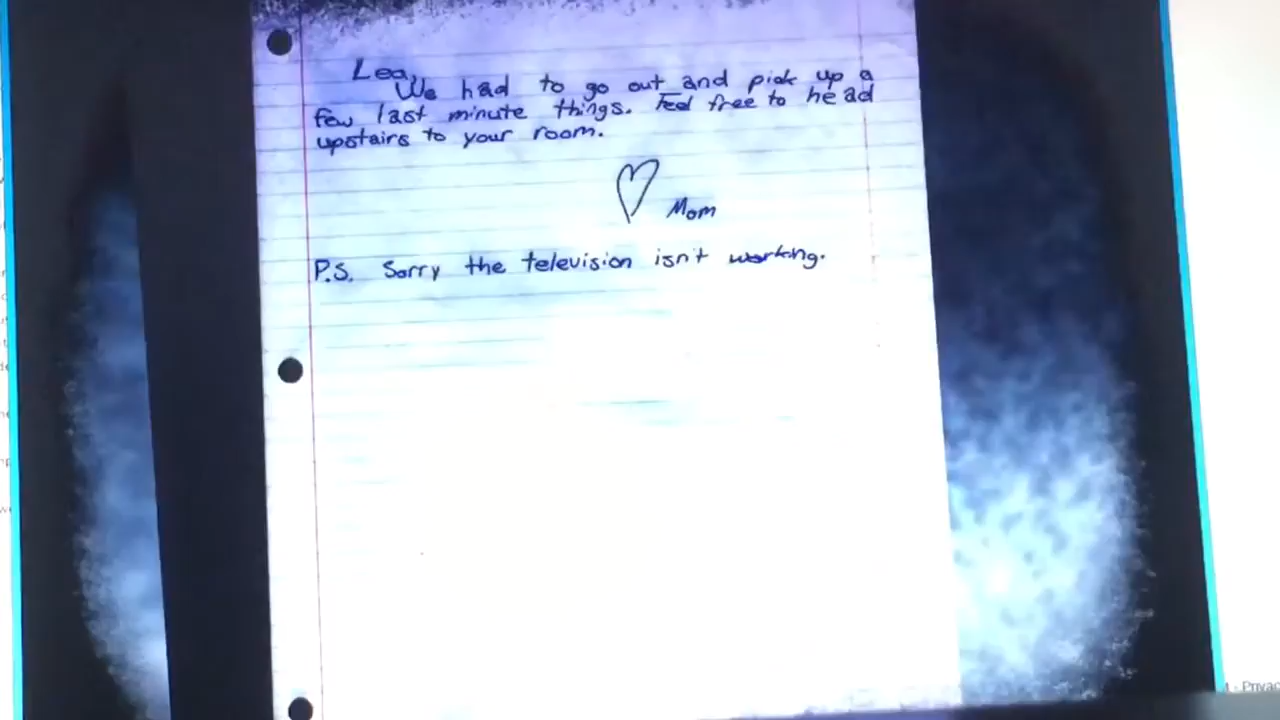 Lea,
We had to go out and pick up a
few last minute things. Feel free to head
upstairs to your room.
Mom
P.S. Sorry the television isn't working.